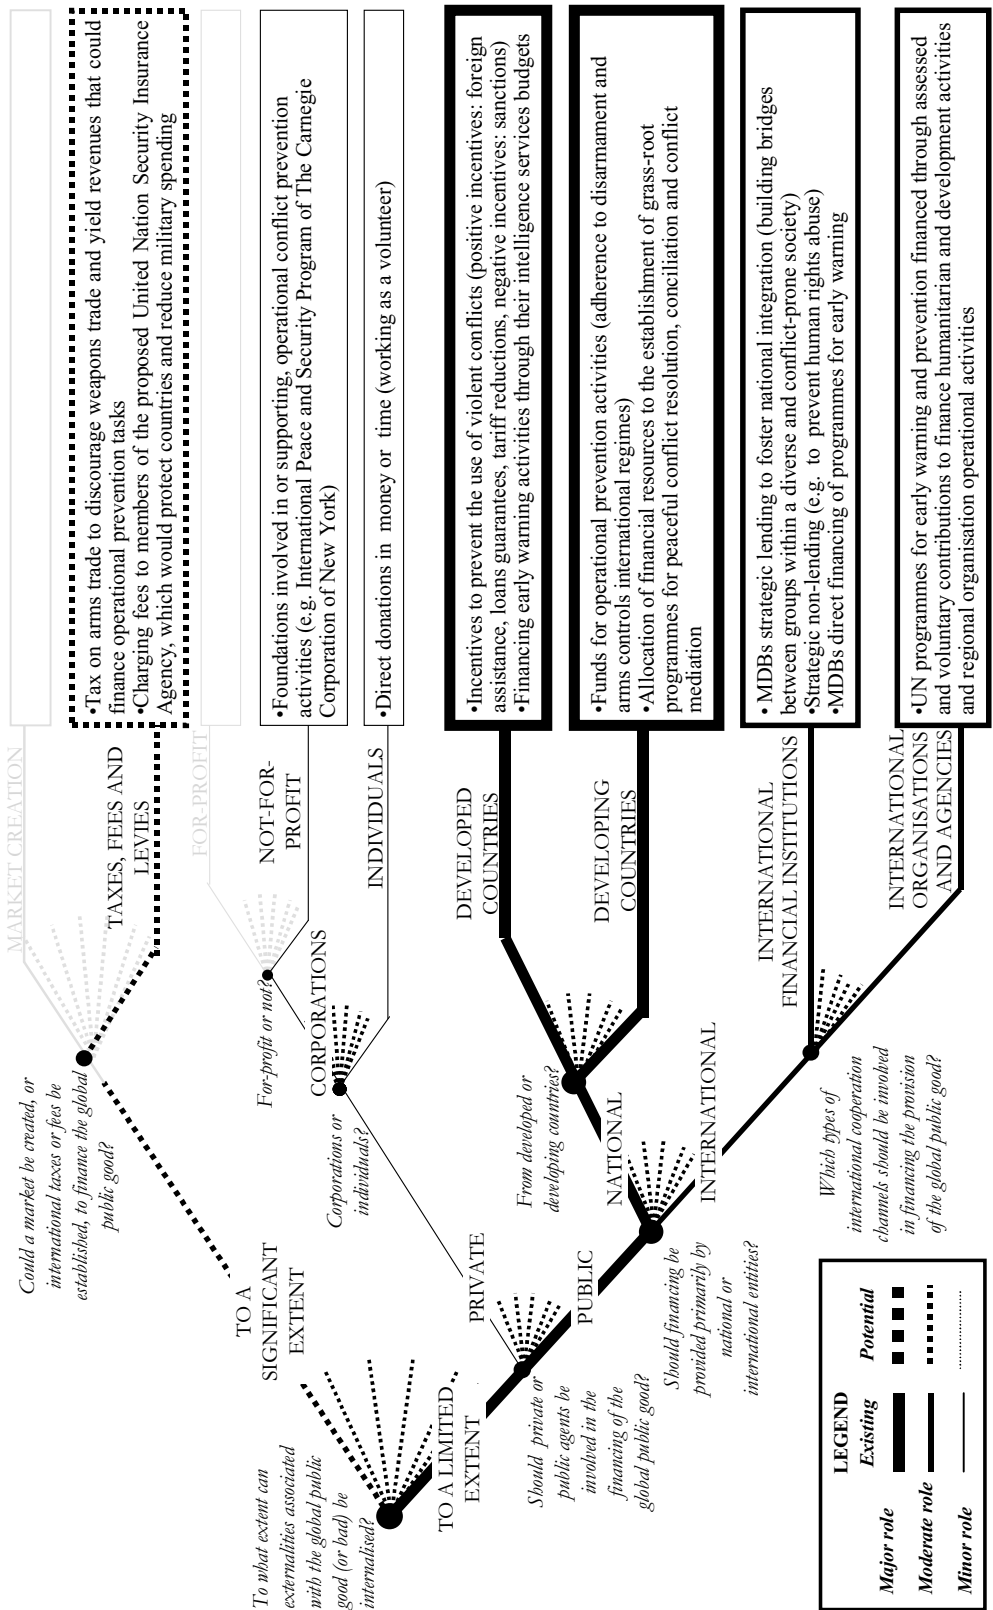 To what extent can
externalities associated
with the global public
good (or bad) be
internalised?
TO A
SIGNIFICANT
EXTENT
TO A LIMITED
EXTENT
Could a market be created, or
international taxes or fees be
established, to finance the global
public good?
MARKET CREATION
TAXES, FEES AND
LEVIES
•Tax on arms trade to discourage weapons trade and yield revenues that could
finance operational prevention tasks
•Charging fees to members of the proposed United Nation Security Insurance
Agency, which would protect countries and reduce military spending
Should private or
public agents be
involved in the
financing of the
global public good?
PRIVATE
PUBLIC
Corporations or
individuals?
CORPORATIONS
For-profit or not?
FOR-PROFIT
NOT-FOR-
PROFIT
•Foundations involved in or supporting, operational conflict prevention
activities (e.g. International Peace and Security Program of The Carnegie
Corporation of New York)
INDIVIDUALS
•Direct donations in money or time (working as a volunteer)
Should financing be
provided primarily by
national or
international entities?
NATIONAL
INTERNATIONAL
From developed or
developing countries?
DEVELOPED
COUNTRIES
•Incentives to prevent the use of violent conflicts (positive incentives: foreign
assistance, loans guarantees, tariff reductions, negative incentives: sanctions)
•Financing early warning activities through their intelligence services budgets
DEVELOPING
COUNTRIES
•Funds for operational prevention activities (adherence to disarmament and
arms controls international regimes)
•Allocation of financial resources to the establishment of grass-root
programmes for peaceful conflict resolution, conciliation and conflict
mediation
Which types of
international cooperation
channels should be involved
in financing the provision
of the global public good?
INTERNATIONAL
FINANCIAL INSTITUTIONS
• MDBs strategic lending to foster national integration (building bridges
between groups within a diverse and conflict-prone society)
•Strategic non-lending (e.g. to prevent human rights abuse)
•MDBs direct financing of programmes for early warning
INTERNATIONAL
ORGANISATIONS
AND AGENCIES
•UN programmes for early warning and prevention financed through assessed
and voluntary contributions to finance humanitarian and development activities
and regional organisation operational activities
LEGEND
Existing Potential
Major role
Moderate role
Minor role